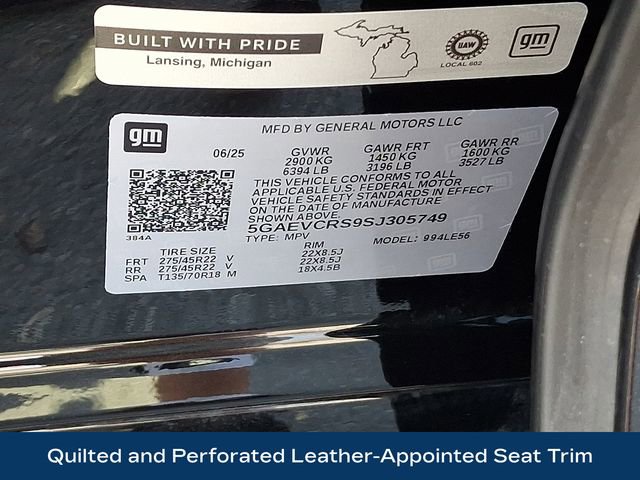 BUILT WITH PRIDE
Lansing, Michigan
UAW
LOCAL 602
gm
gm
MFD BY GENERAL MOTORS LLC
06/25 GVWR GAWR FRT GAWR RR
2900 KG 1450 KG 1600 KG
6394 LB 3196 LB 3527 LB
THIS VEHICLE CONFORMS TO ALL
APPLICABLE U.S. FEDERAL MOTOR
VEHICLE SAFETY STANDARDS IN EFFECT
ON THE DATE OF MANUFACTURE
SHOWN ABOVE.
5GAEVCRS9SJ305749
TYPE: MPV MODEL: 994LE56
384A
TIRE SIZE RIM
FRT 275/45R22 V 22X8.5J
RR 275/45R22 V 22X8.5J
SPA T135/70R18 M 18X4.5B
Quilted and Perforated Leather-Appointed Seat Trim